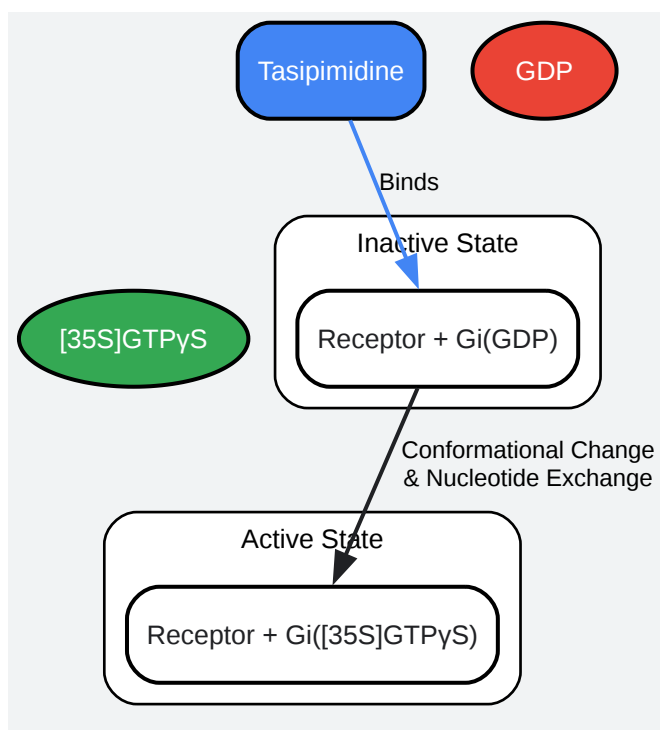 Tasipimidine
GDP
Binds
Inactive State
[35S]GTPγS
Receptor + Gi(GDP)
Conformational Change
& Nucleotide Exchange
Active State
Receptor + Gi([35S]GTPγS)